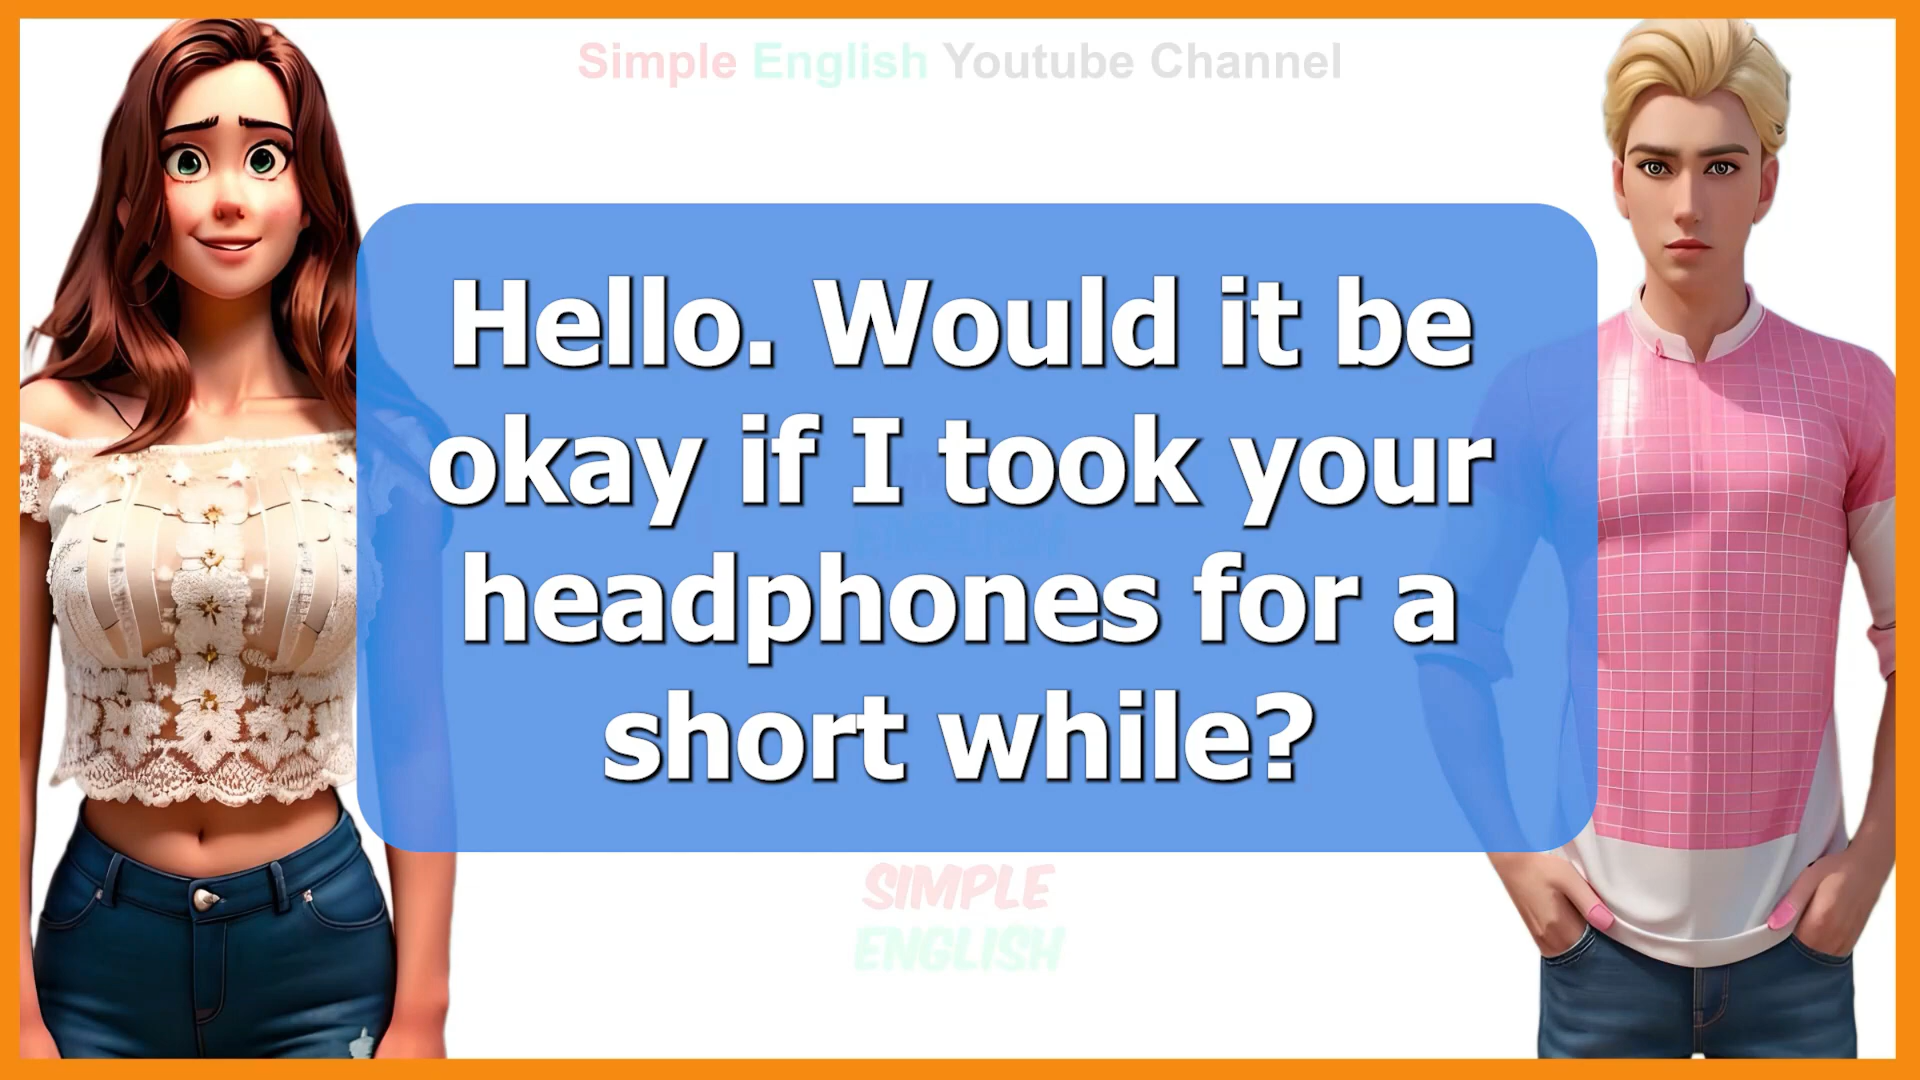 Simple English Youtube Channel
Hello. Would it be
okay if I took your
headphones for a
short while?
SIMPLE
ENGLISH